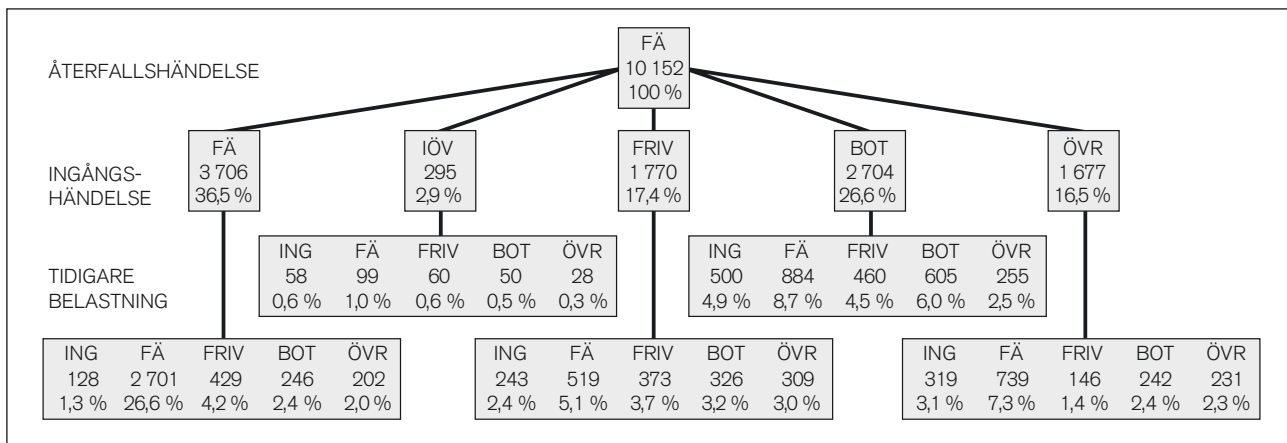 FÄ
ÅTERFALLSHÄNDELSE
10 152
100 %
FÄ IÖV FRIV BOT ÖVR
INGÅNGS-
HÄNDELSE
3 706 295 1 770 2 704 1 677
36,5 % 2,9 % 17,4 % 26,6 % 16,5 %
TIDIGARE
BELASTNING
ING FÄ FRIV BOT ÖVR
58 99 60 50 28
0,6 % 1,0 % 0,6 % 0,5 % 0,3 %
ING FÄ FRIV BOT ÖVR
500 884 460 605 255
4,9 % 8,7 % 4,5 % 6,0 % 2,5 %
ING FÄ FRIV BOT ÖVR
128 2 701 429 246 202
1,3 % 26,6 % 4,2 % 2,4 % 2,0 %
ING FÄ FRIV BOT ÖVR
243 519 373 326 309
2,4 % 5,1 % 3,7 % 3,2 % 3,0 %
ING FÄ FRIV BOT ÖVR
319 739 146 242 231
3,1 % 7,3 % 1,4 % 2,4 % 2,3 %